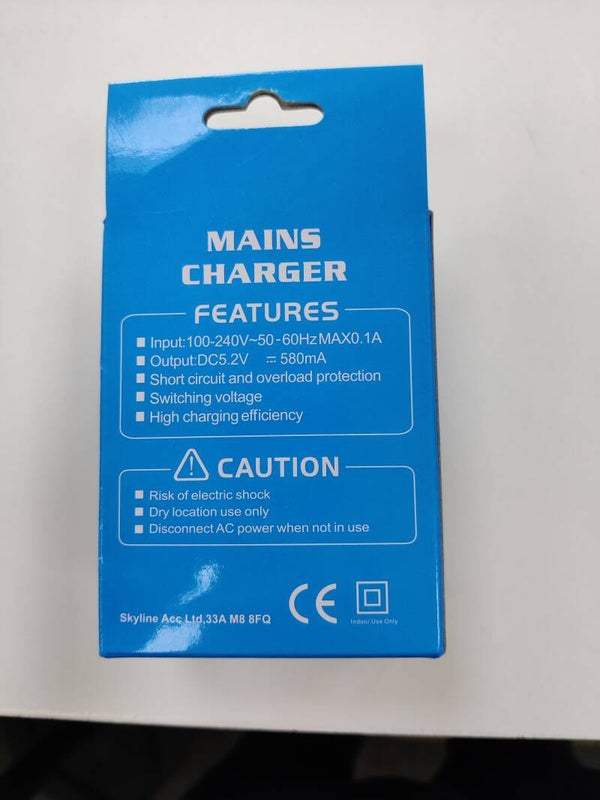 MAINS
CHARGER
FEATURES
Input:100-240V~50-60Hz MAX0.1A
Output:DC5.2V ⎓ 580mA
Short circuit and overload protection
Switching voltage
High charging efficiency
CAUTION
Risk of electric shock
Dry location use only
Disconnect AC power when not in use
CE
Skyline Acc Ltd,33A M8 8FQ
Indoor Use Only